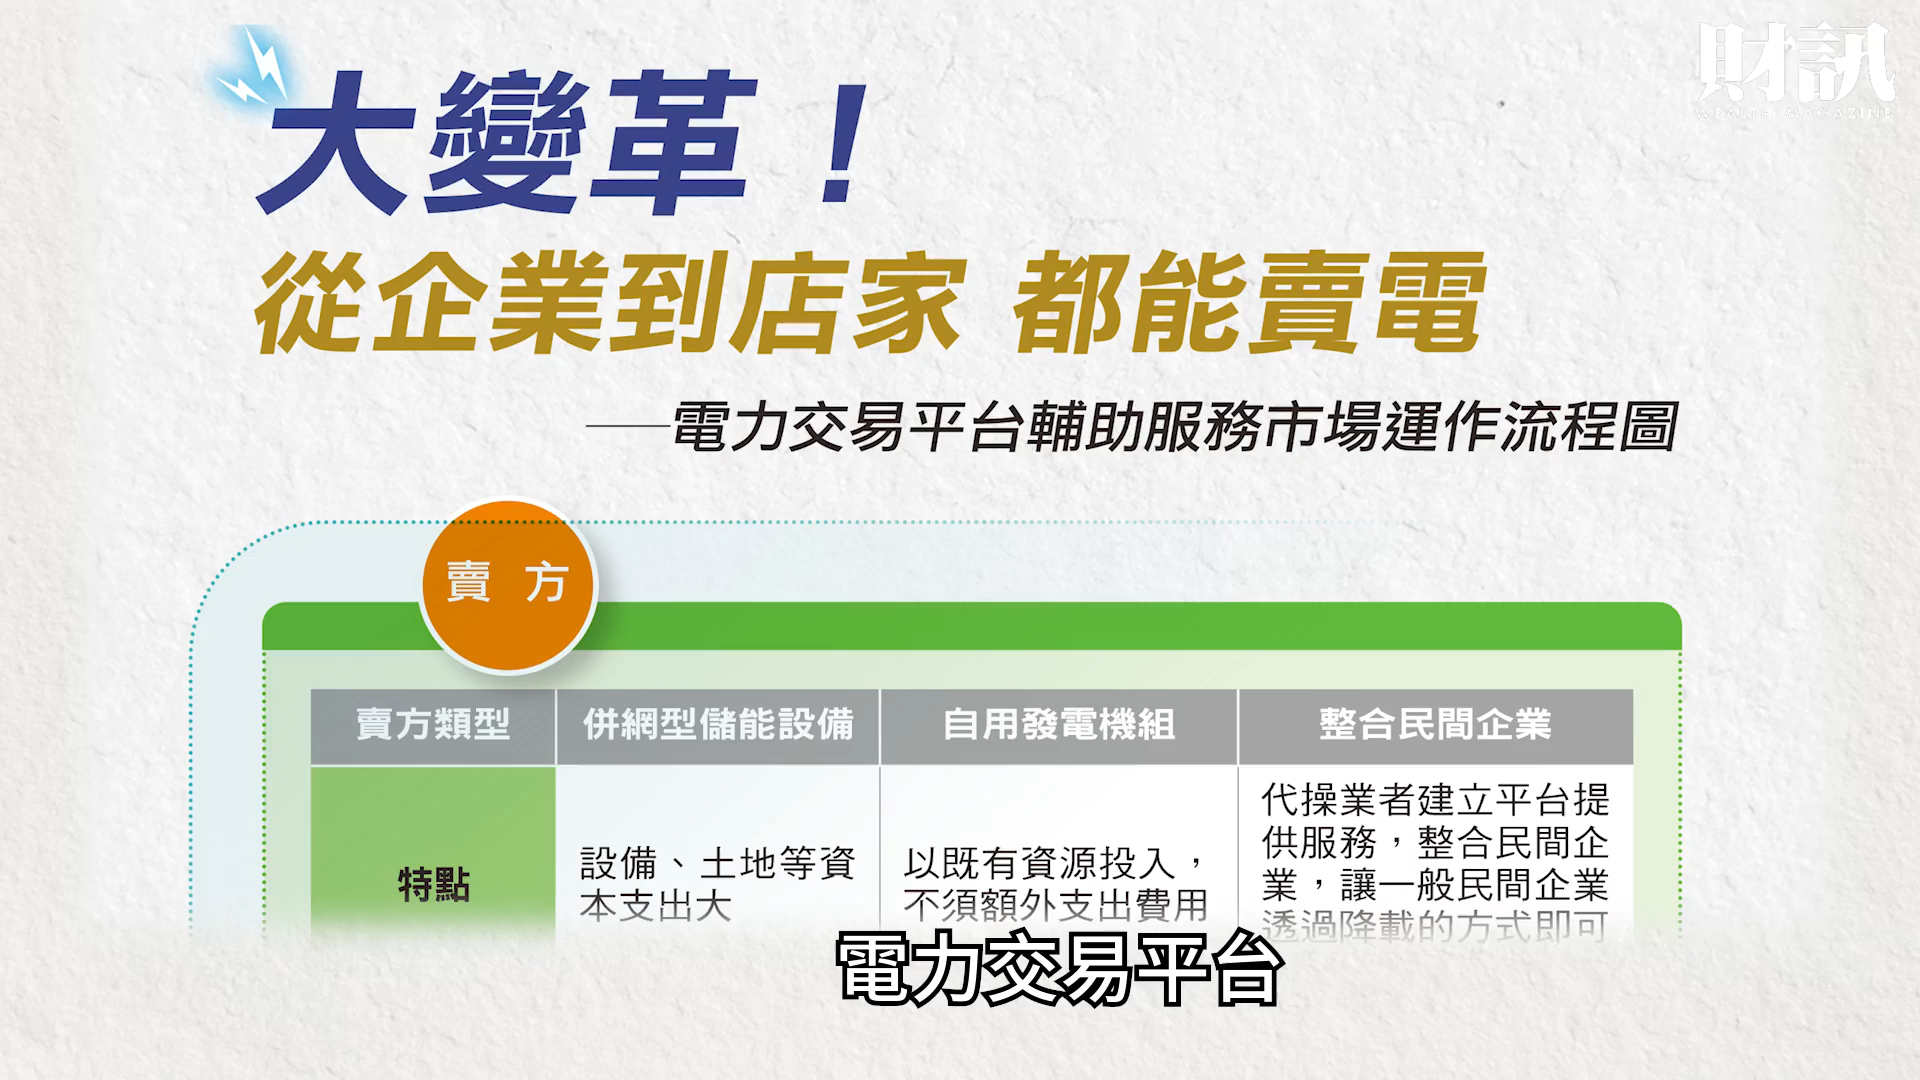 財訊
WEALTH MAGAZINE
大變革！
從企業到店家 都能賣電
──電力交易平台輔助服務市場運作流程圖
賣方
賣方類型
併網型儲能設備
自用發電機組
整合民間企業
特點
設備、土地等資
本支出大
以既有資源投入，
不須額外支出費用
代操業者建立平台提
供服務，整合民間企
業，讓一般民間企業
透過降載的方式即可
電力交易平台